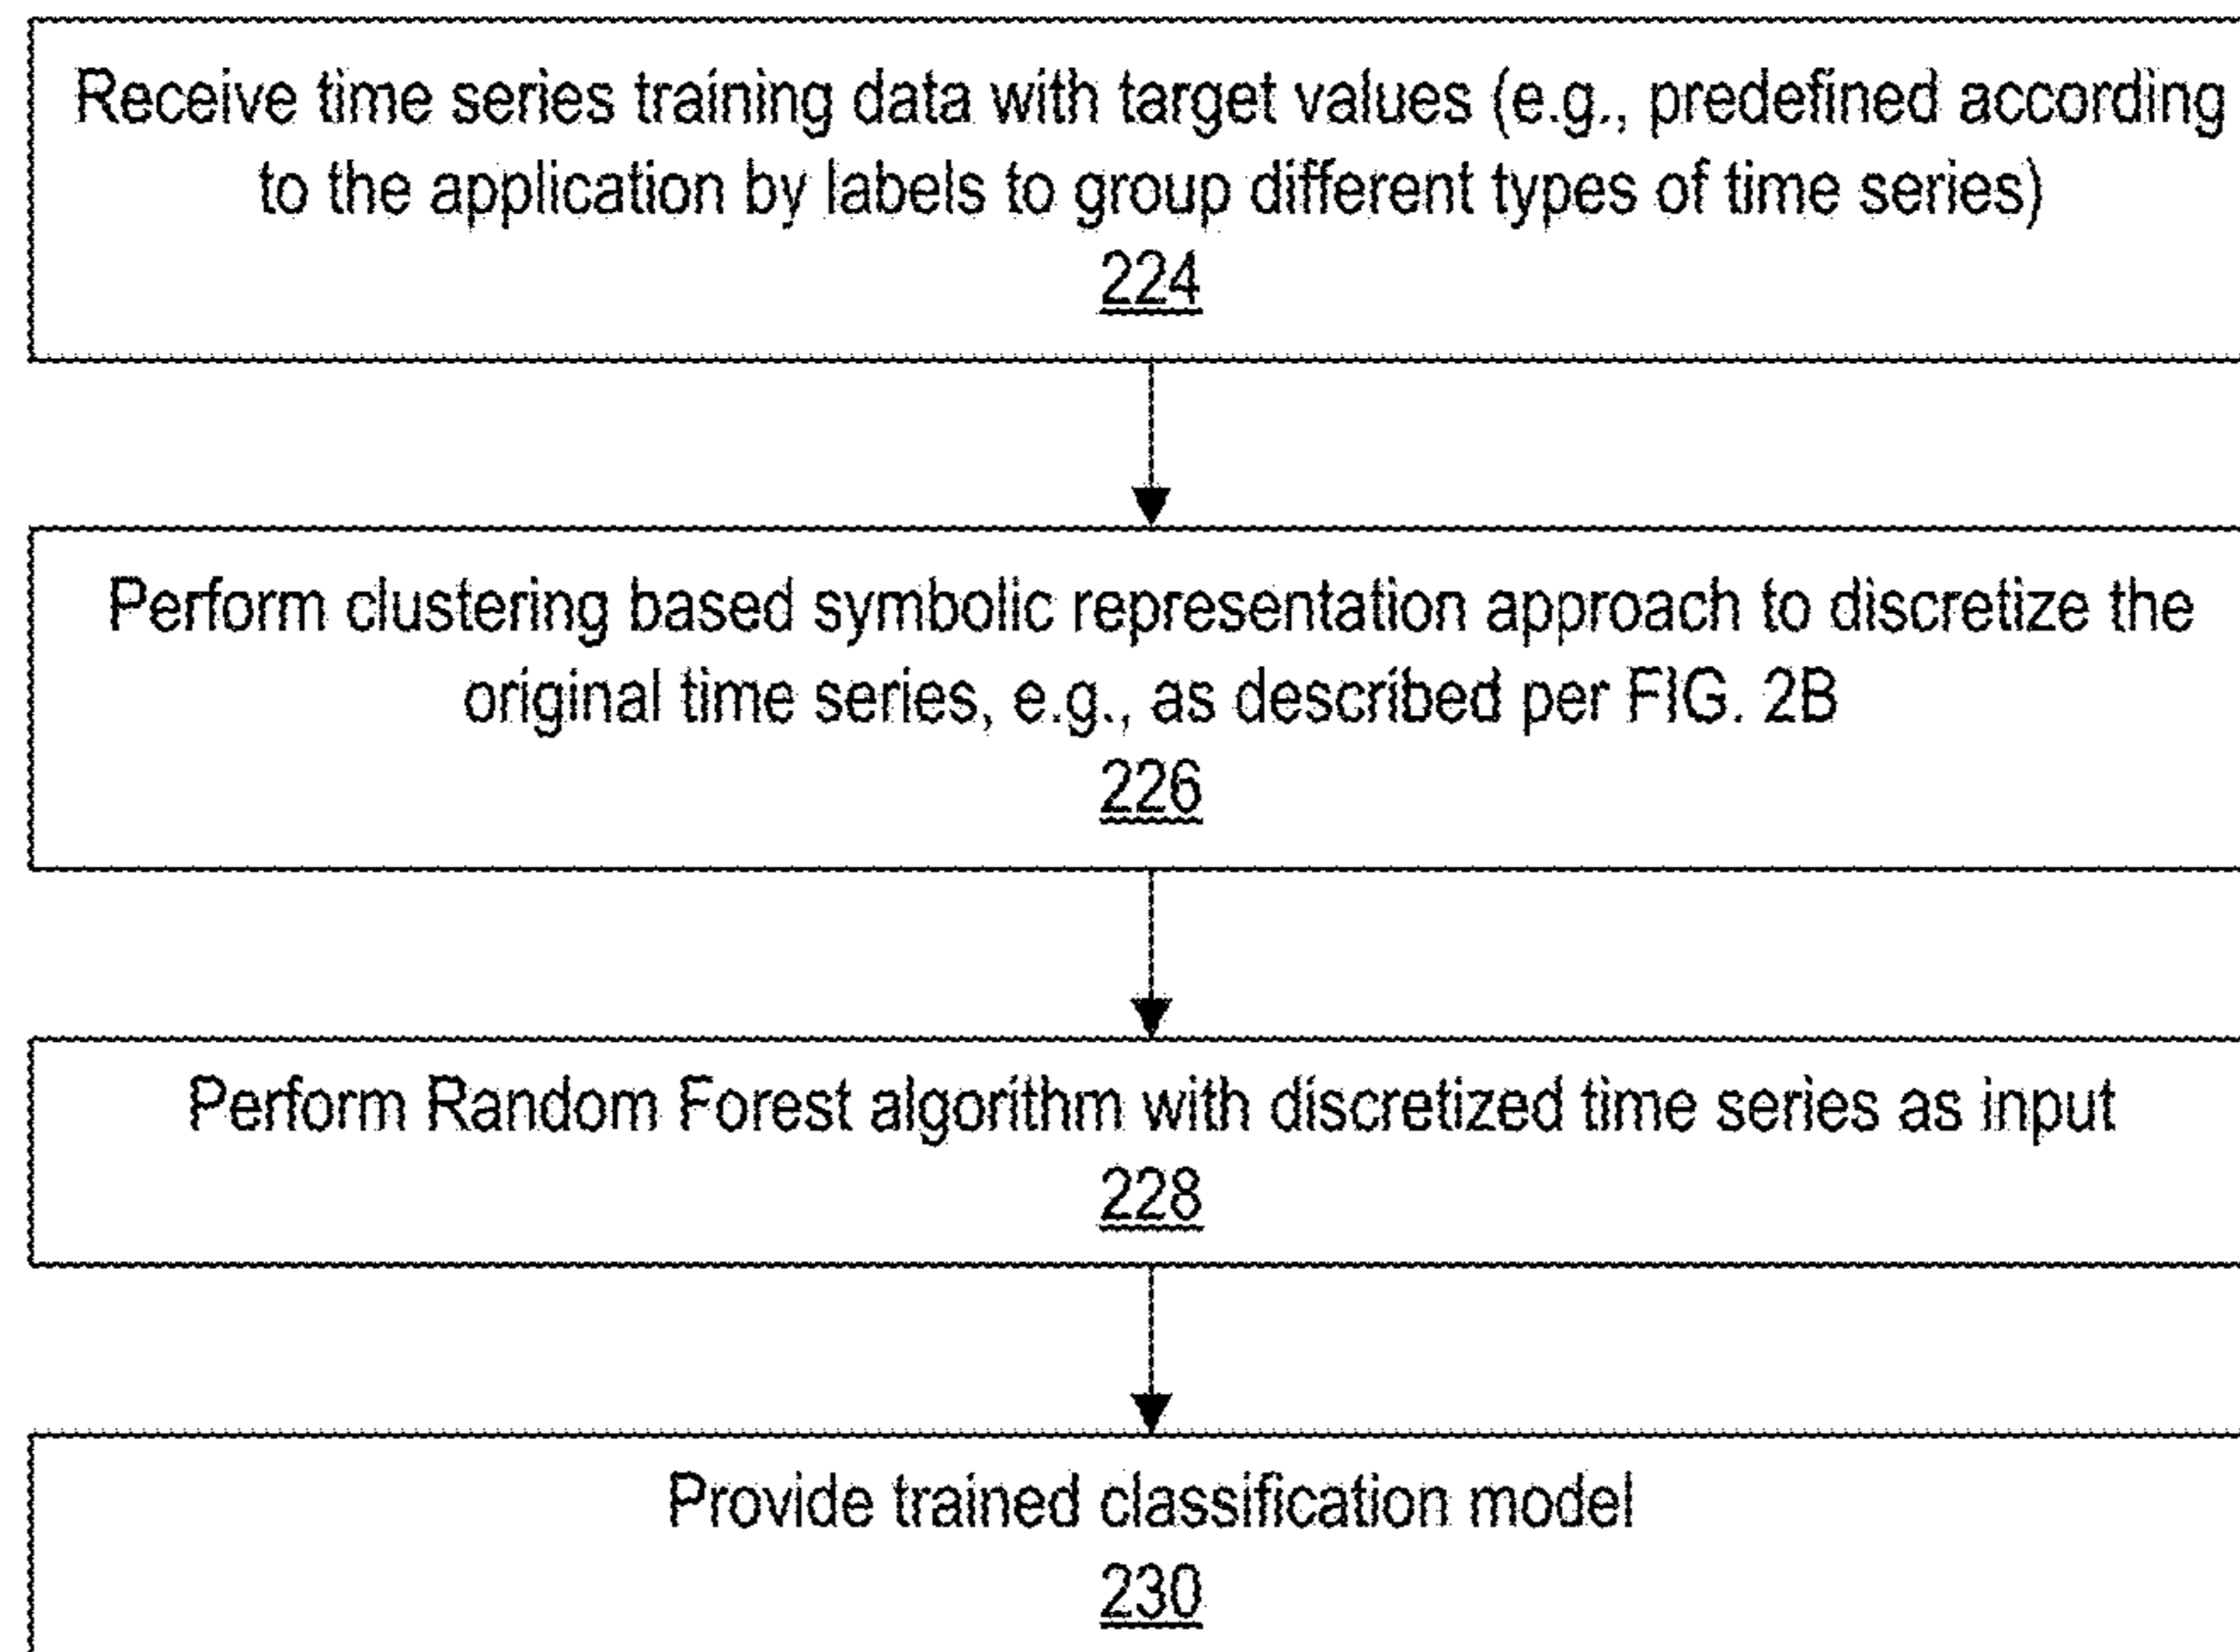 Receive time series training data with target values (e.g., predefined according
to the application by labels to group different types of time series)
224
Perform clustering based symbolic representation approach to discretize the
original time series, e.g., as described per FIG. 2B
226
Perform Random Forest algorithm with discretized time series as input
228
Provide trained classification model
230